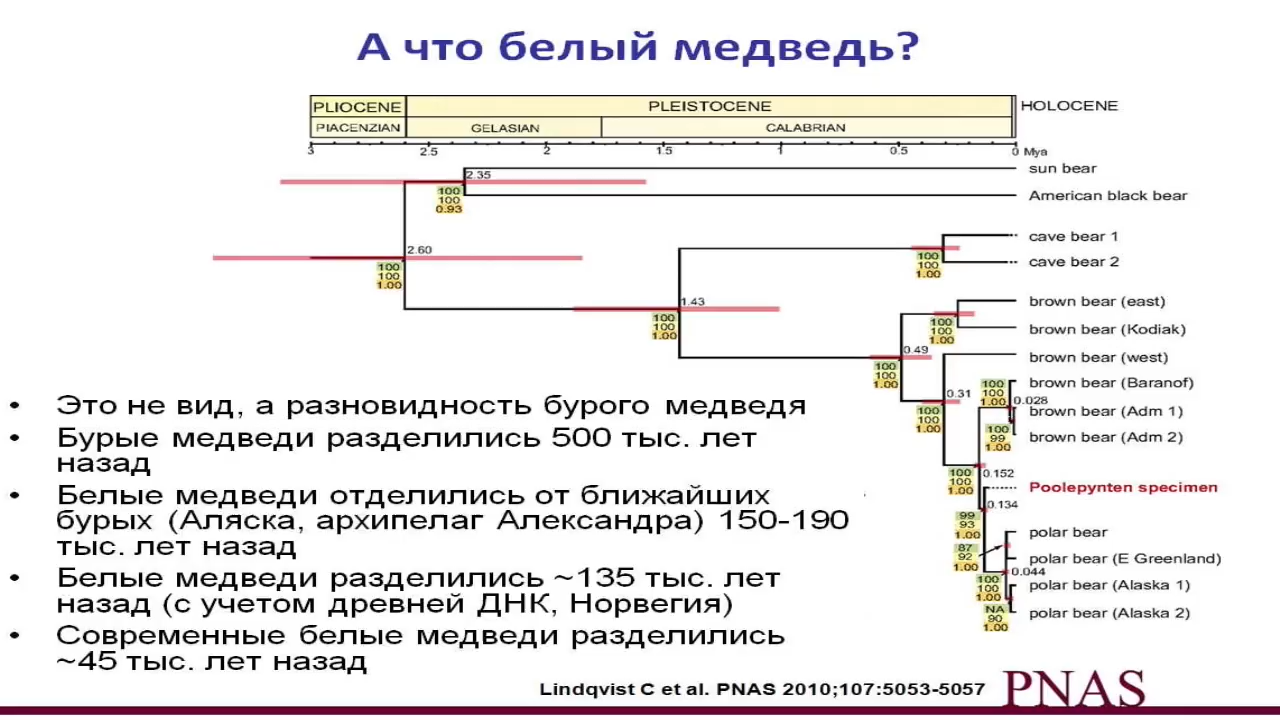 А что белый медведь?
PLIOCENE PLEISTOCENE HOLOCENE
PIACENZIAN GELASIAN CALABRIAN
3 2.5 2 1.5 1 0.5 0 Mya
sun bear
2.35
American black bear
100
100
0.93
cave bear 1
2.60
cave bear 2
100
100
1.00
100
100
1.00
brown bear (east)
1.43
100
100
1.00
brown bear (Kodiak)
100
100
1.00
0.49
brown bear (west)
100
100
1.00
brown bear (Baranof)
100
100
1.00
0.31
0.028
brown bear (Adm 1)
100
100
1.00
brown bear (Adm 2)
100
99
1.00
0.152
100
100
1.00
Poolepynten specimen
0.134
99
93
1.00
polar bear
87
92
1.00
polar bear (E Greenland)
0.044
100
100
1.00
polar bear (Alaska 1)
NA
90
1.00
polar bear (Alaska 2)
• Это не вид, а разновидность бурого медведя
• Бурые медведи разделились 500 тыс. лет
назад
• Белые медведи отделились от ближайших
бурых (Аляска, архипелаг Александра) 150-190
тыс. лет назад
• Белые медведи разделились ~135 тыс. лет
назад (с учетом древней ДНК, Норвегия)
• Современные белые медведи разделились
~45 тыс. лет назад
Lindqvist C et al. PNAS 2010;107:5053-5057
PNAS